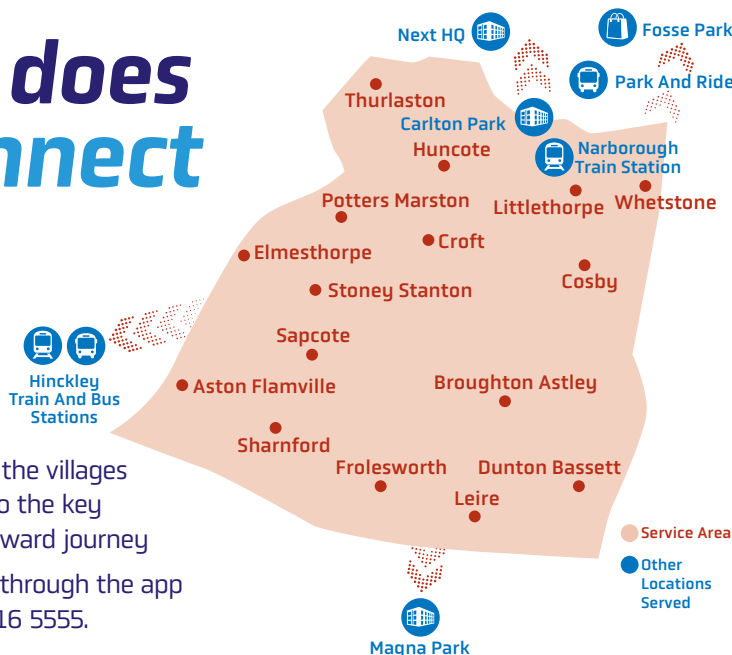 does
nnect
Next HQ
Fosse Park
Park And Ride
Thurlaston
Carlton Park
Huncote
Narborough
Train Station
Potters Marston
Littlethorpe
Whetstone
Croft
Elmesthorpe
Cosby
Stoney Stanton
Sapcote
Hinckley
Train And Bus
Stations
Aston Flamville
Broughton Astley
Sharnford
the villages
o the key
ward journey
through the app
16 5555.
Frolesworth
Dunton Bassett
Leire
Service Area
Other
Locations
Served
Magna Park